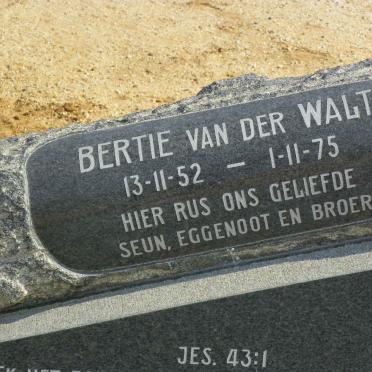 BERTIE VAN DER WALT
13-11-52 — 1-11-75
HIER RUS ONS GELIEFDE
SEUN, EGGENOOT EN BROER
JES. 43:1